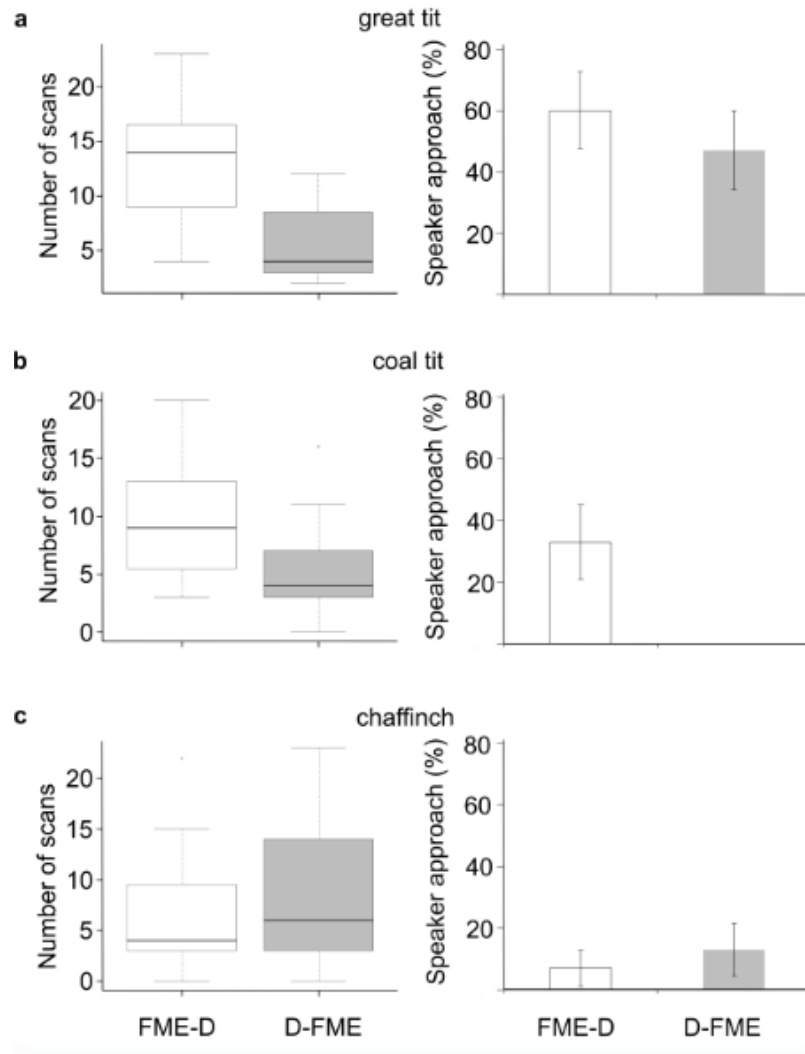 a great tit
Number of scans
20
15
10
5
Speaker approach (%)
80
60
40
20
b coal tit
Number of scans
20
15
10
5
0
Speaker approach (%)
80
60
40
20
c chaffinch
Number of scans
20
15
10
5
0
Speaker approach (%)
80
60
40
20
FME-D D-FME FME-D D-FME